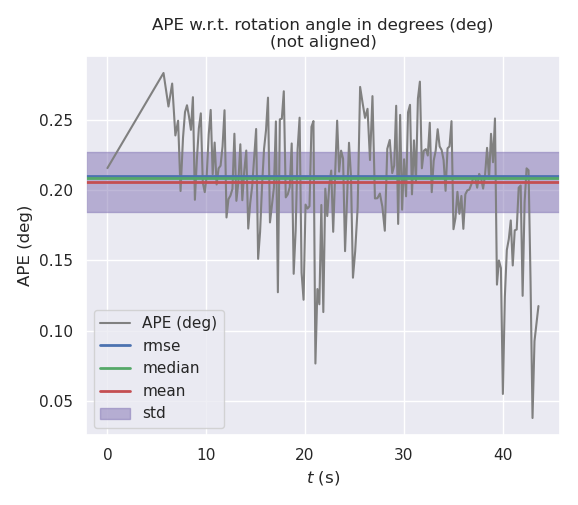 APE w.r.t. rotation angle in degrees (deg)
(not aligned)
APE (deg)
0.25
0.20
0.15
0.10
0.05
APE (deg)
rmse
median
mean
std
0 10 20 30 40
t (s)